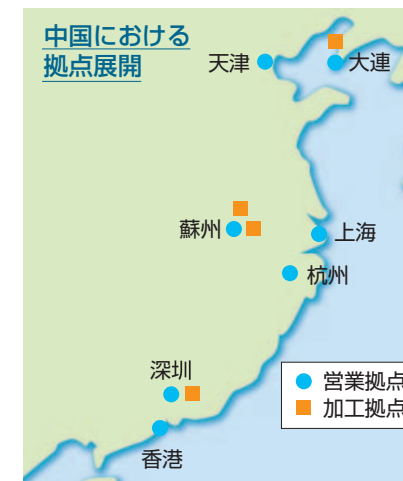 中国における
拠点展開
天津
大連
蘇州
上海
杭州
深圳
営業拠点
加工拠点
香港